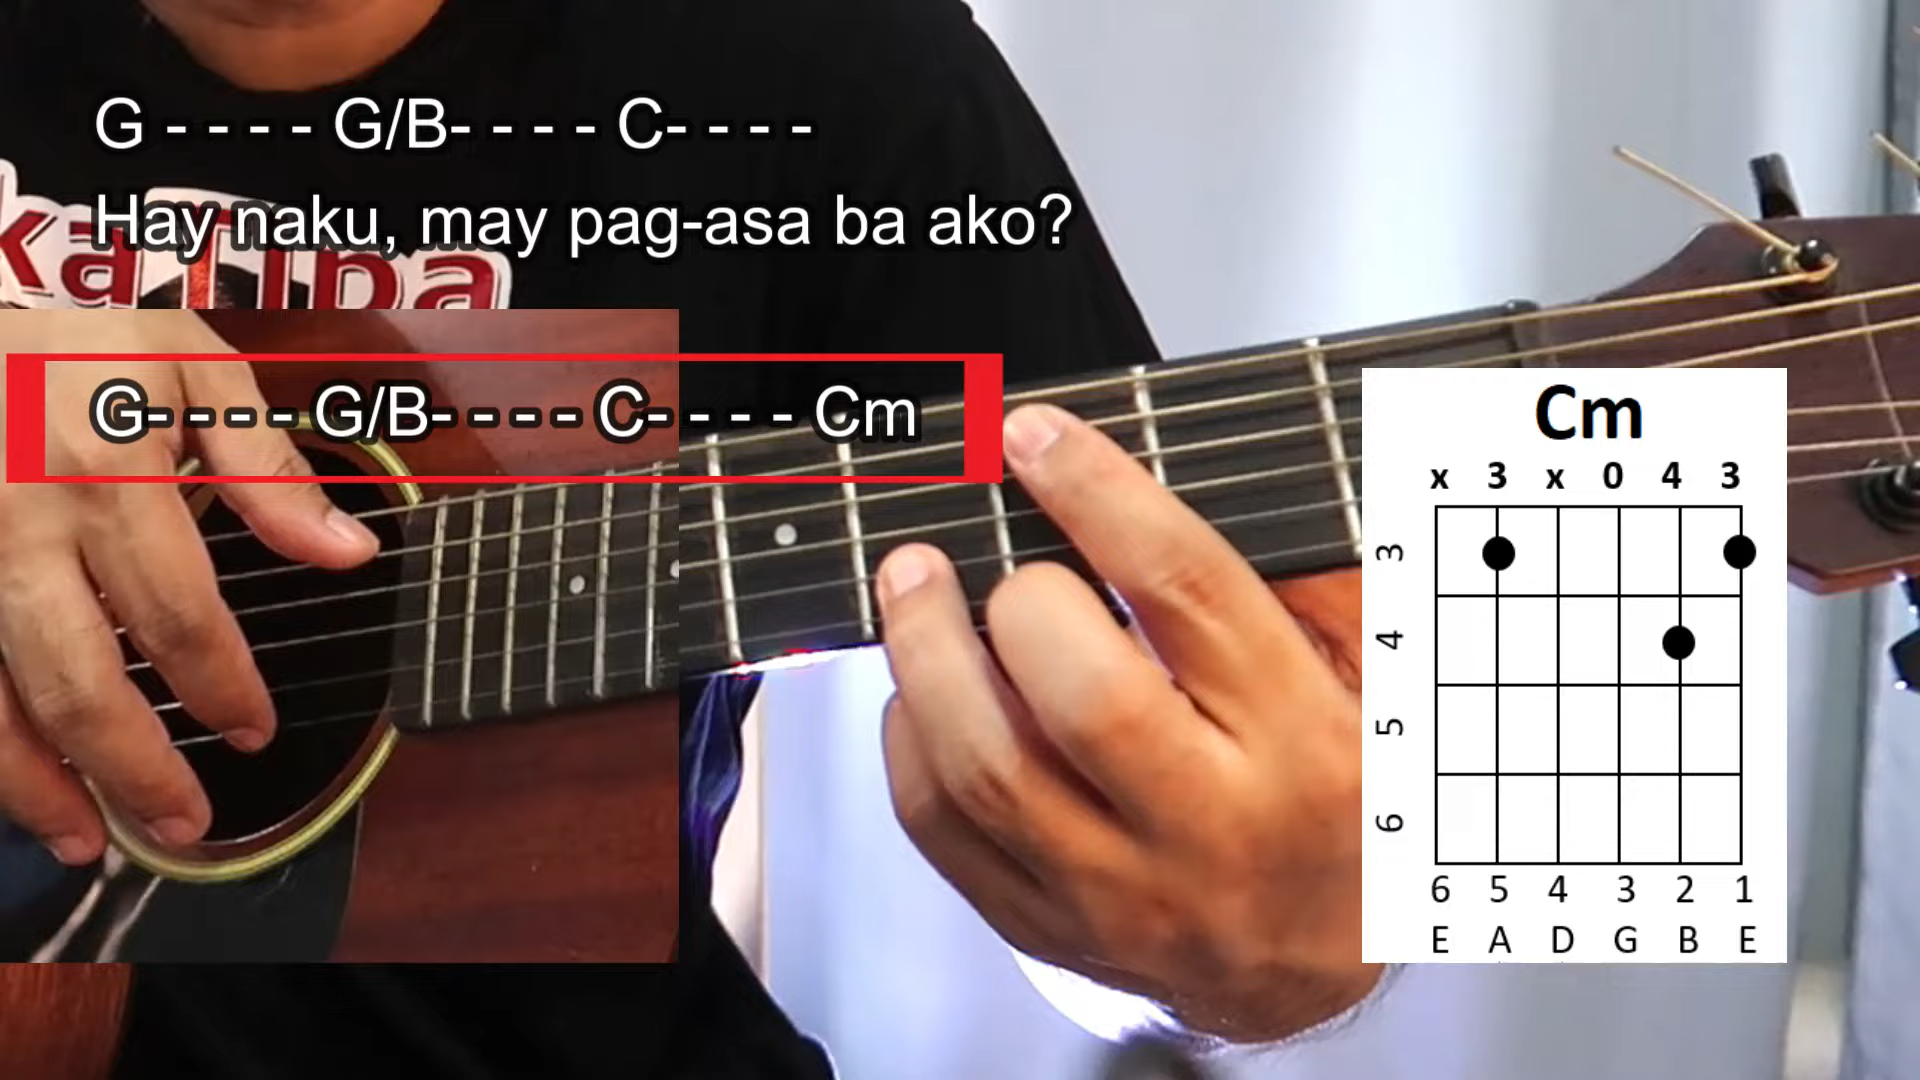 G - - - - G/B- - - - C- - - -
Hay naku, may pag-asa ba ako?
kaTipa
G- - - - G/B- - - - C- - - - Cm
Cm
x 3 x 0 4 3
3
4
5
6
6 5 4 3 2 1
E A D G B E